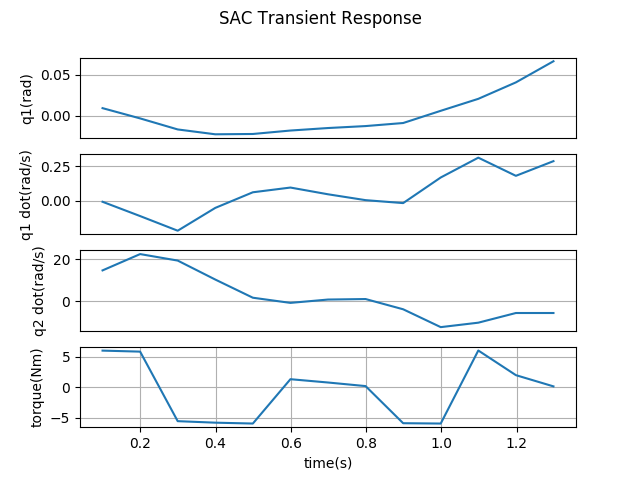 SAC Transient Response
q1(rad)
0.05
0.00
q1 dot(rad/s)
0.25
0.00
q2 dot(rad/s)
20
0
torque(Nm)
5
0
−5
0.2 0.4 0.6 0.8 1.0 1.2
time(s)